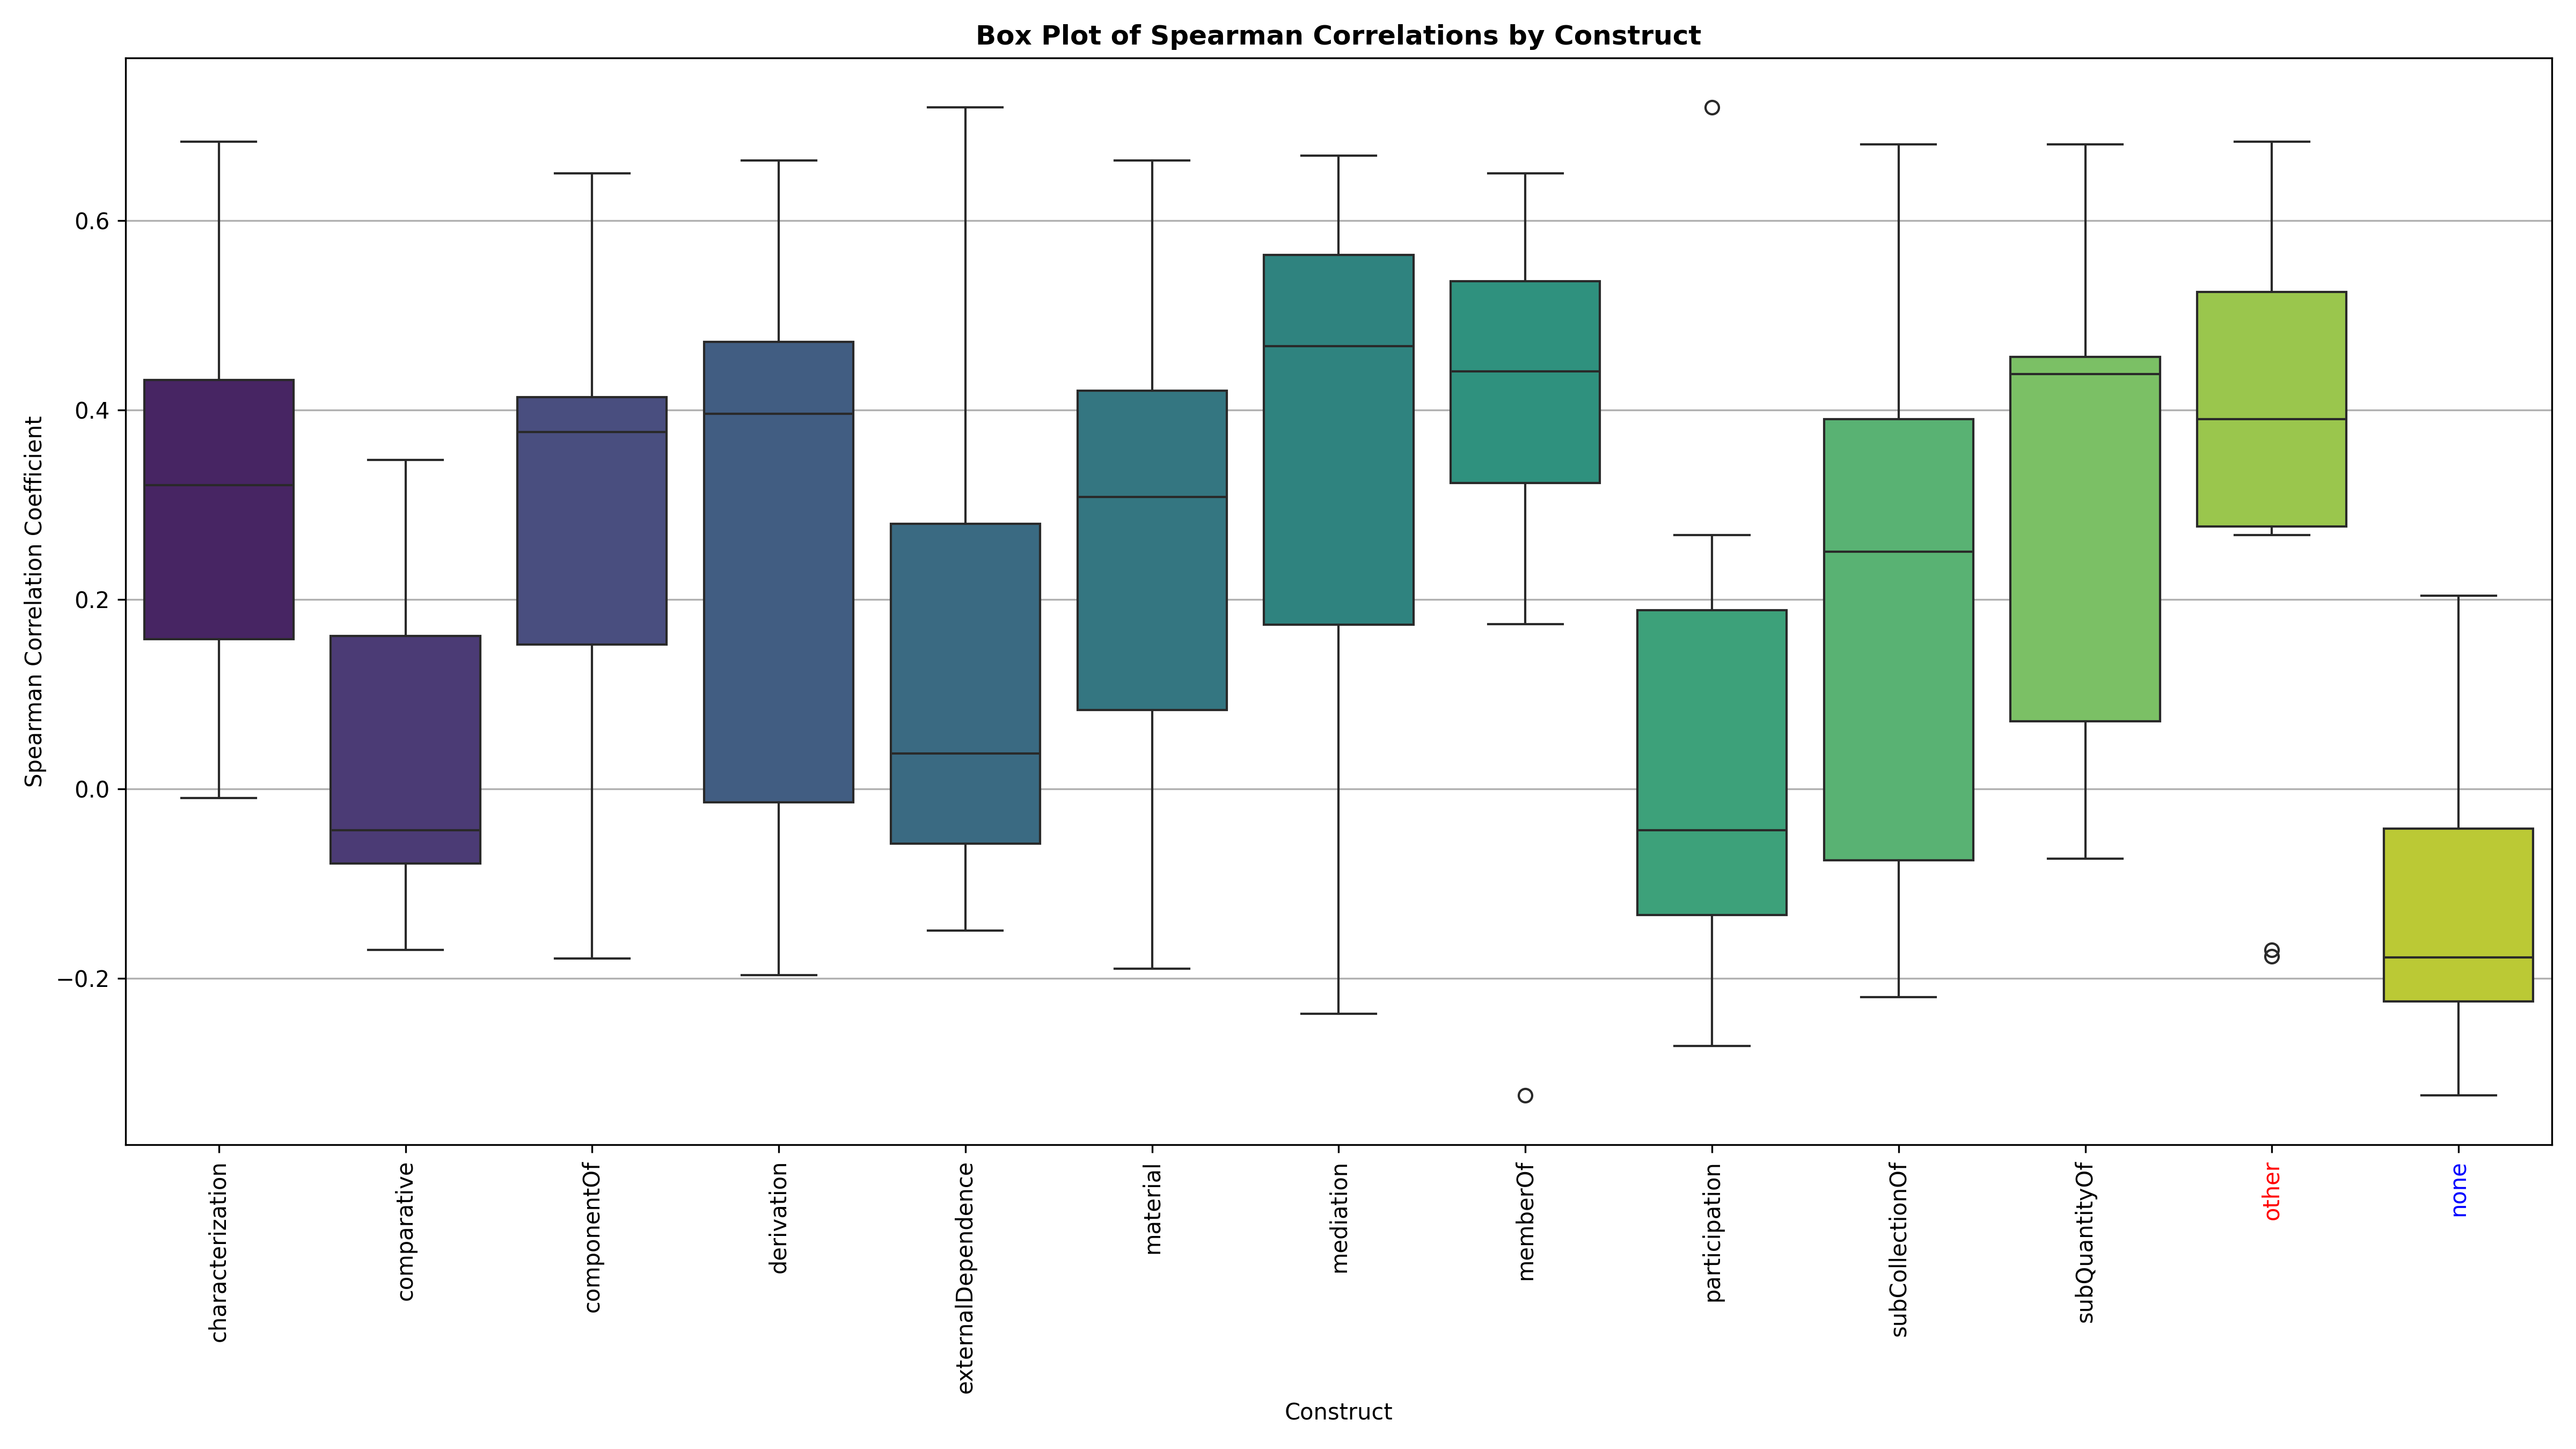 Box Plot of Spearman Correlations by Construct
Spearman Correlation Coefficient
0.6
0.4
0.2
0.0
−0.2
characterization
comparative
componentOf
derivation
externalDependence
material
mediation
memberOf
participation
subCollectionOf
subQuantityOf
other
none
Construct